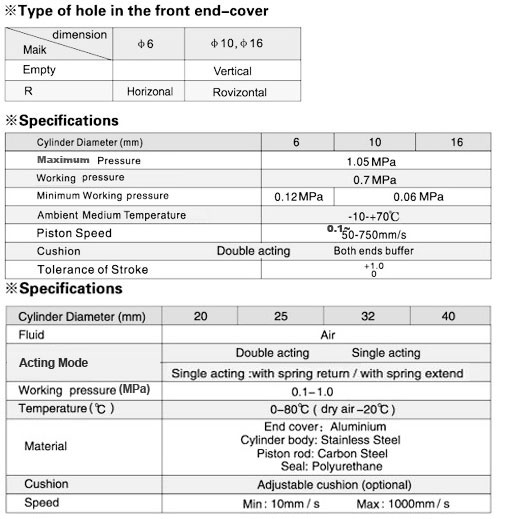 ※Type of hole in the front end-cover
dimension
Maik
φ6
φ10, φ16
Empty
Vertical
R
Horizonal
Rovizontal
※Specifications
Cylinder Diameter (mm) 6 10 16
Maximum Pressure 1.05 MPa
Working pressure 0.7 MPa
Minimum Working pressure 0.12 MPa 0.06 MPa
Ambient Medium Temperature -10-+70℃
Piston Speed 0.1~ 50-750mm/s
Cushion Double acting Both ends buffer
Tolerance of Stroke +1.0
0
※Specifications
Cylinder Diameter (mm) 20 25 32 40
Fluid Air
Acting Mode
Double acting Single acting
Single acting :with spring return / with spring extend
Working pressure (MPa) 0.1-1.0
Temperature (℃) 0-80℃ ( dry air -20℃ )
Material
End cover: Aluminium
Cylinder body: Stainless Steel
Piston rod: Carbon Steel
Seal: Polyurethane
Cushion Adjustable cushion (optional)
Speed Min: 10mm / s Max: 1000mm / s